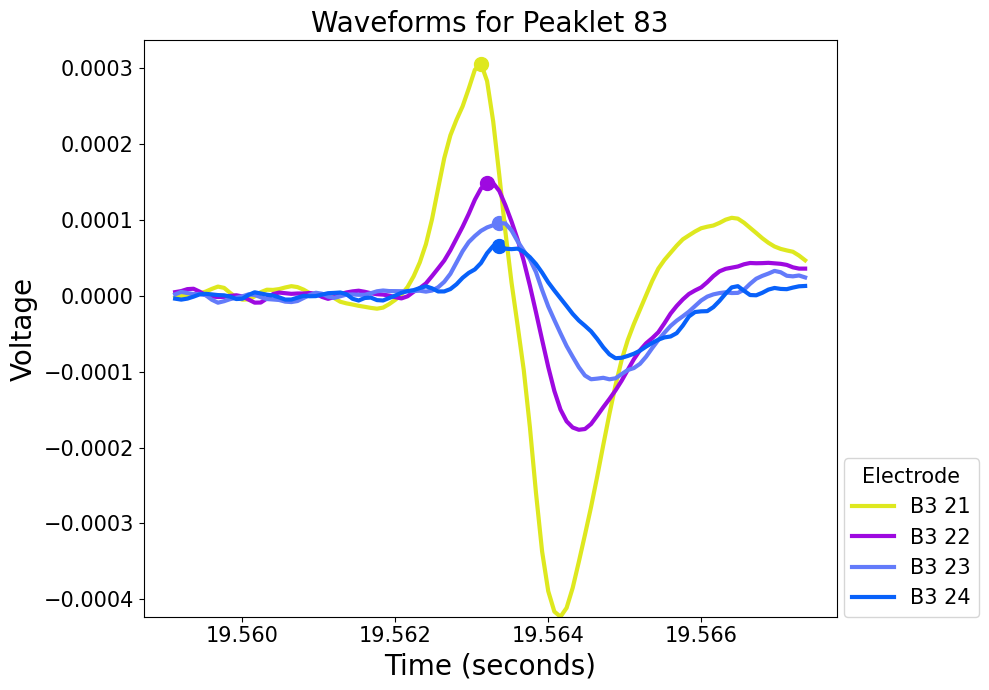 Waveforms for Peaklet 83
0.0003
0.0002
0.0001
0.0000
−0.0001
−0.0002
−0.0003
−0.0004
Voltage
19.560 19.562 19.564 19.566
Time (seconds)
Electrode
B3 21
B3 22
B3 23
B3 24